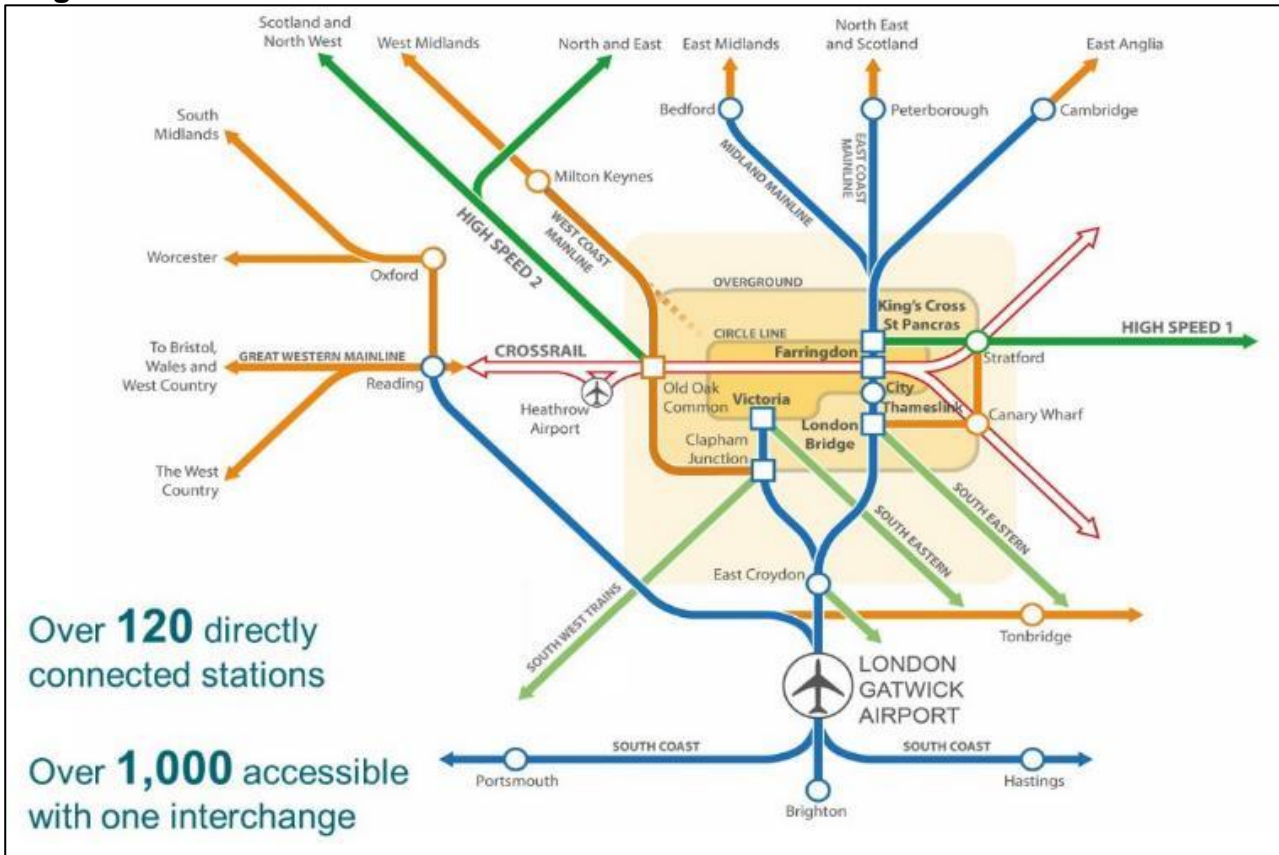 Scotland and
North West
West Midlands
North and East
East Midlands
North East
and Scotland
East Anglia
South
Midlands
Bedford
Peterborough
Cambridge
MIDLAND MAINLINE
EAST COAST
MAINLINE
Milton Keynes
HIGH SPEED 2
WEST COAST
MAINLINE
Worcester
Oxford
OVERGROUND
King's Cross
St Pancras
CIRCLE LINE
HIGH SPEED 1
To Bristol,
Wales and
West Country
GREAT WESTERN MAINLINE
Reading
CROSSRAIL
Farringdon
Stratford
Heathrow
Airport
Old Oak
Common
Victoria
City
Thameslink
London
Bridge
Canary Wharf
Clapham
Junction
The West
Country
SOUTH EASTERN
SOUTH EASTERN
East Croydon
SOUTH WEST TRAINS
Tonbridge
Over 120 directly
connected stations
LONDON
GATWICK
AIRPORT
Over 1,000 accessible
with one interchange
SOUTH COAST
SOUTH COAST
Portsmouth
Hastings
Brighton